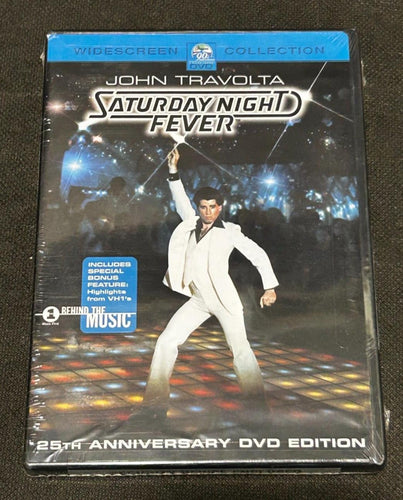 WIDESCREEN DVD COLLECTION
JOHN TRAVOLTA
SATURDAY NIGHT
FEVER
INCLUDES
SPECIAL
BONUS
FEATURE:
Highlights
from VH1's
BEHIND THE
MUSIC
25TH ANNIVERSARY DVD EDITION